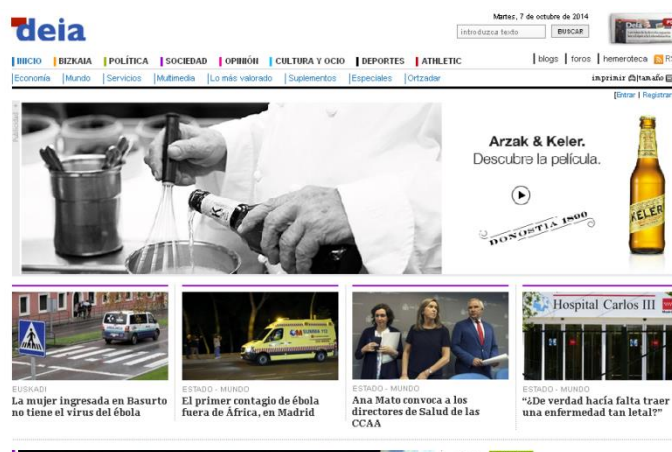 Martes, 7 de octubre de 2014
deia
introduzca texto BUSCAR
INICIO BIZKAIA POLÍTICA SOCIEDAD OPINIÓN CULTURA Y OCIO DEPORTES ATHLETIC
blogs foros hemeroteca
Economía Mundo Servicios Multimedia Lo más valorado Suplementos Especiales Ortzadar
imprimir tamaño
[Entrar | Registrar
Publicidad
Arzak & Keler.
Descubre la película.
DONOSTIA 1890
KELER
SUMMA 112
Hospital Carlos III
EUSKADI
La mujer ingresada en Basurto
no tiene el virus del ébola
ESTADO - MUNDO
El primer contagio de ébola
fuera de África, en Madrid
ESTADO - MUNDO
Ana Mato convoca a los
directores de Salud de las
CCAA
ESTADO - MUNDO
“¿De verdad hacía falta traer
una enfermedad tan letal?”